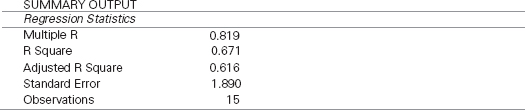 SUMMARY OUTPUT
Regression Statistics
Multiple R 0.819
R Square 0.671
Adjusted R Square 0.616
Standard Error 1.890
Observations 15